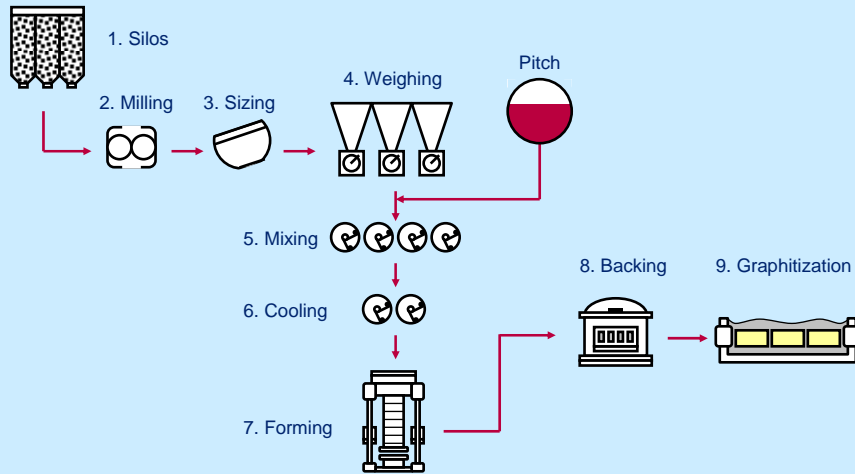 1. Silos
2. Milling
3. Sizing
4. Weighing
Pitch
5. Mixing
6. Cooling
7. Forming
8. Backing
9. Graphitization